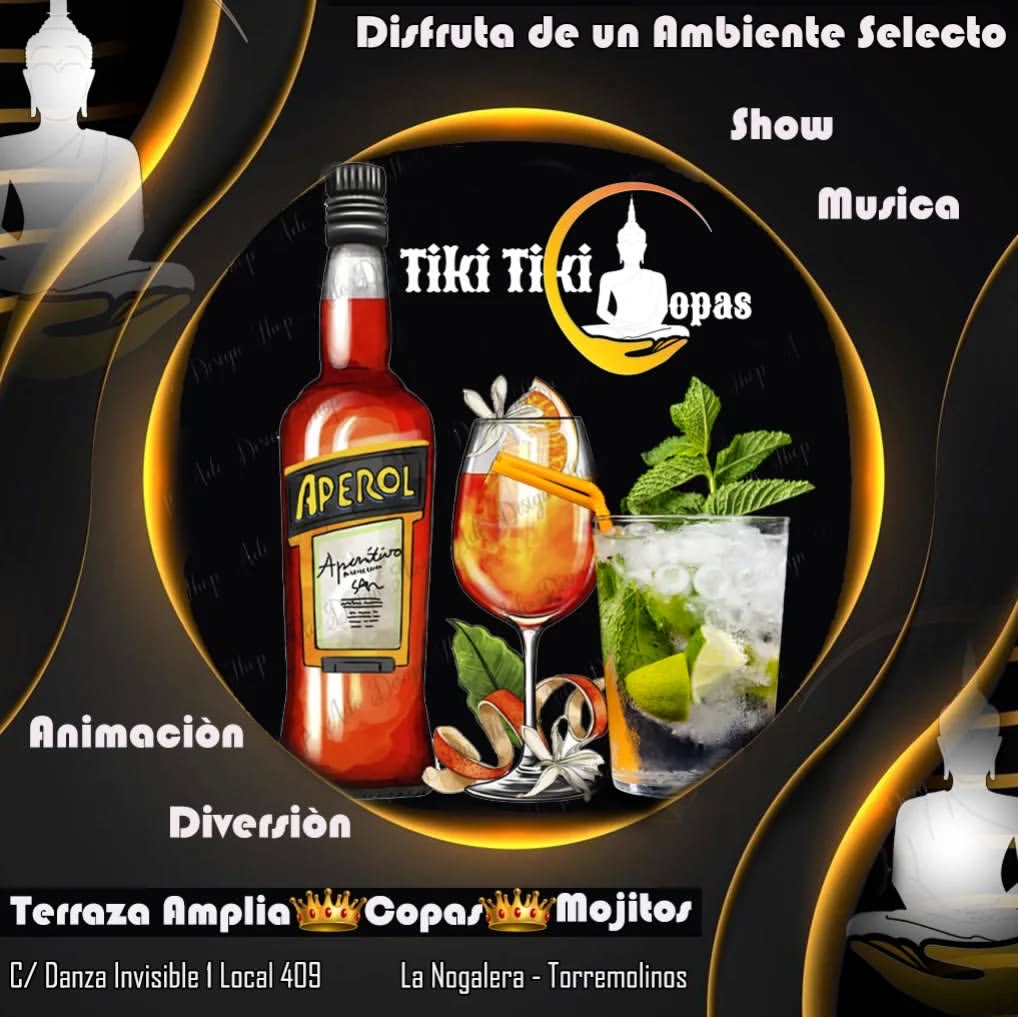 Disfruta de un Ambiente Selecto
Show
Musica
Tiki Tiki Copas
APEROL
Aperitivo
Animaciòn
Diversiòn
Terraza Amplia Copas Mojitos
C/ Danza Invisible 1 Local 409
La Nogalera - Torremolinos